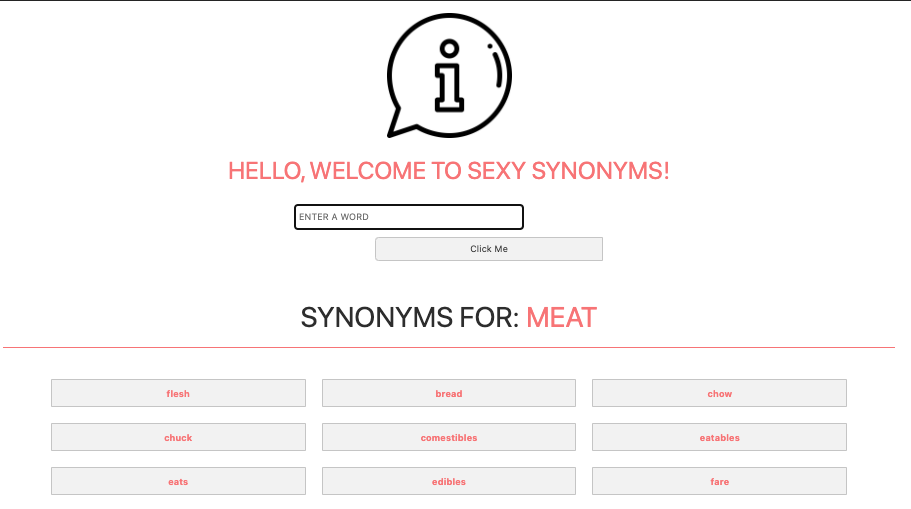 HELLO, WELCOME TO SEXY SYNONYMS!
ENTER A WORD
Click Me
SYNONYMS FOR: MEAT
flesh bread chow
chuck comestibles eatables
eats edibles fare